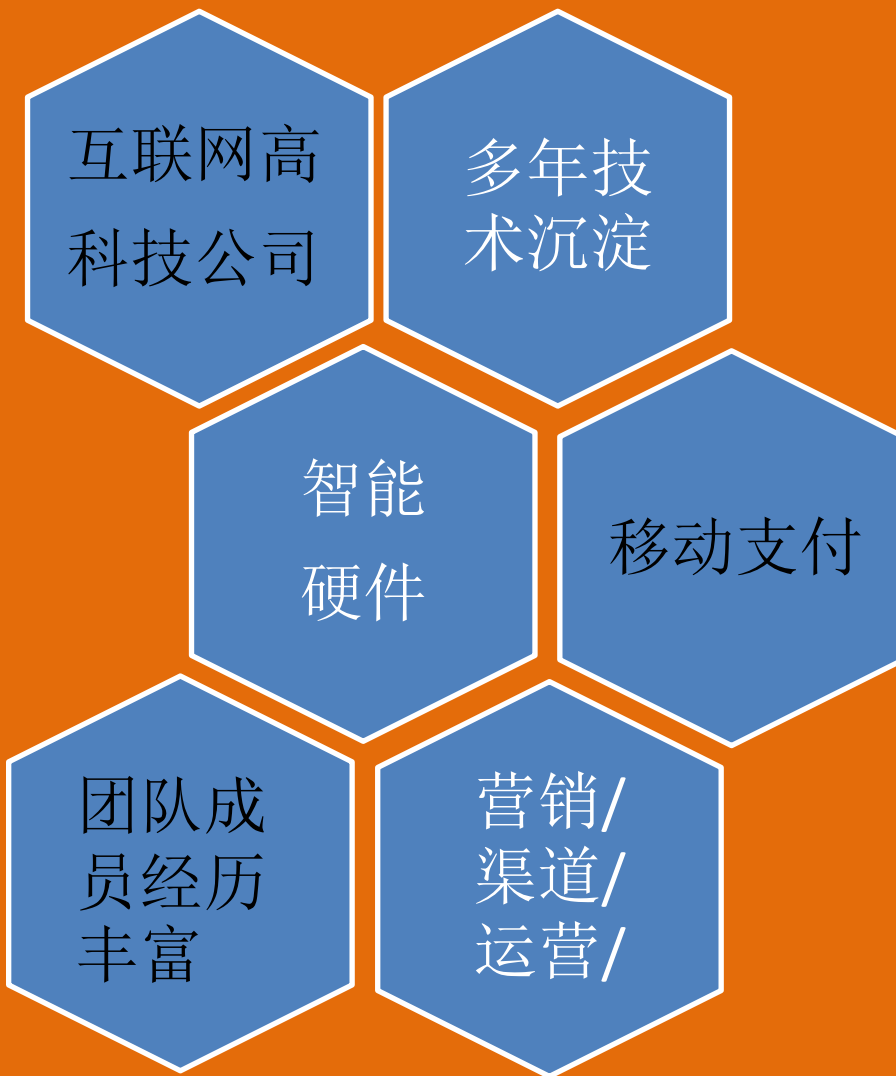 互联网高
科技公司
多年技
术沉淀
智能
硬件
移动支付
团队成
员经历
丰富
营销/
渠道/
运营/